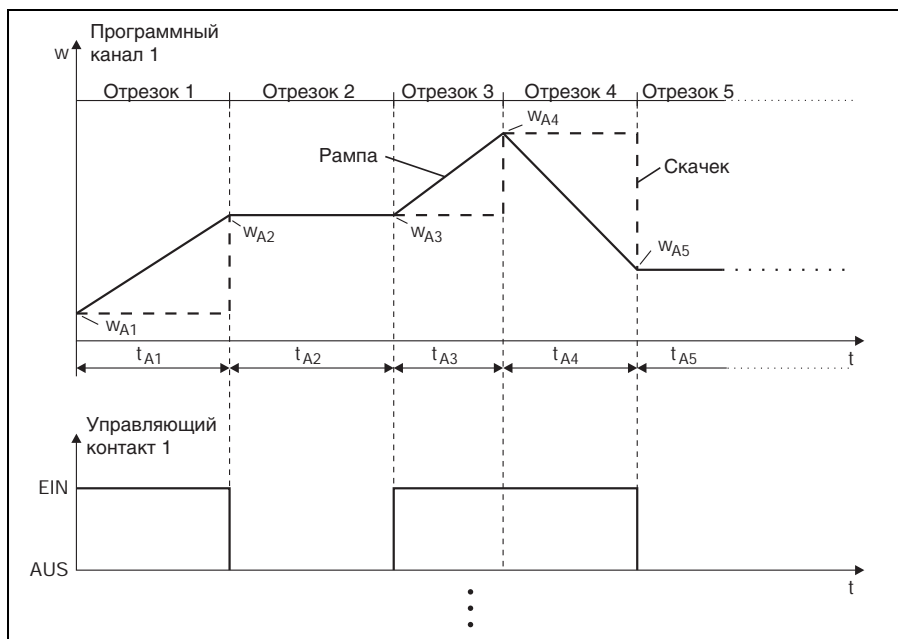 Программный
канал 1
w
Отрезок 1 Отрезок 2 Отрезок 3 Отрезок 4 Отрезок 5
wA4
Рампа
Скачек
wA2
wA3
wA5
wA1
t
tA1 tA2 tA3 tA4 tA5
Управляющий
контакт 1
EIN
AUS
t